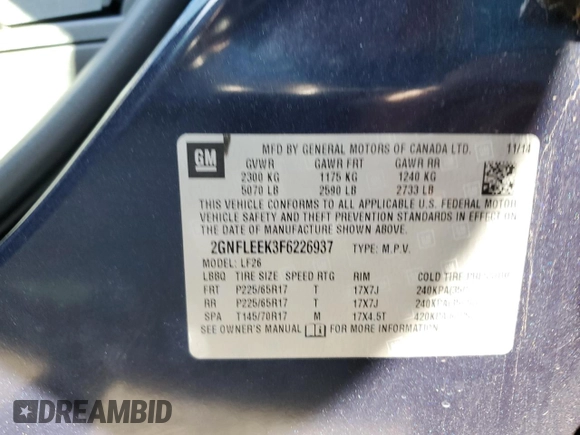 GM
MFD BY GENERAL MOTORS OF CANADA LTD. 11/14
GVWR GAWR FRT GAWR RR
2300 KG 1175 KG 1240 KG
5070 LB 2590 LB 2733 LB
THIS VEHICLE CONFORMS TO ALL APPLICABLE U.S. FEDERAL MOTOR
VEHICLE SAFETY AND THEFT PREVENTION STANDARDS IN EFFECT ON
THE DATE OF MANUFACTURE SHOWN ABOVE.
2GNFLEEK3F6226937 TYPE: M.P.V.
MODEL: LF26
LBBQ TIRE SIZE SPEED RTG RIM COLD TIRE PRESSURE
FRT P225/65R17 T 17X7J 240KPA
RR P225/65R17 T 17X7J 240KPA
SPA T145/70R17 M 17X4.5T
SEE OWNER'S MANUAL
DREAMBID